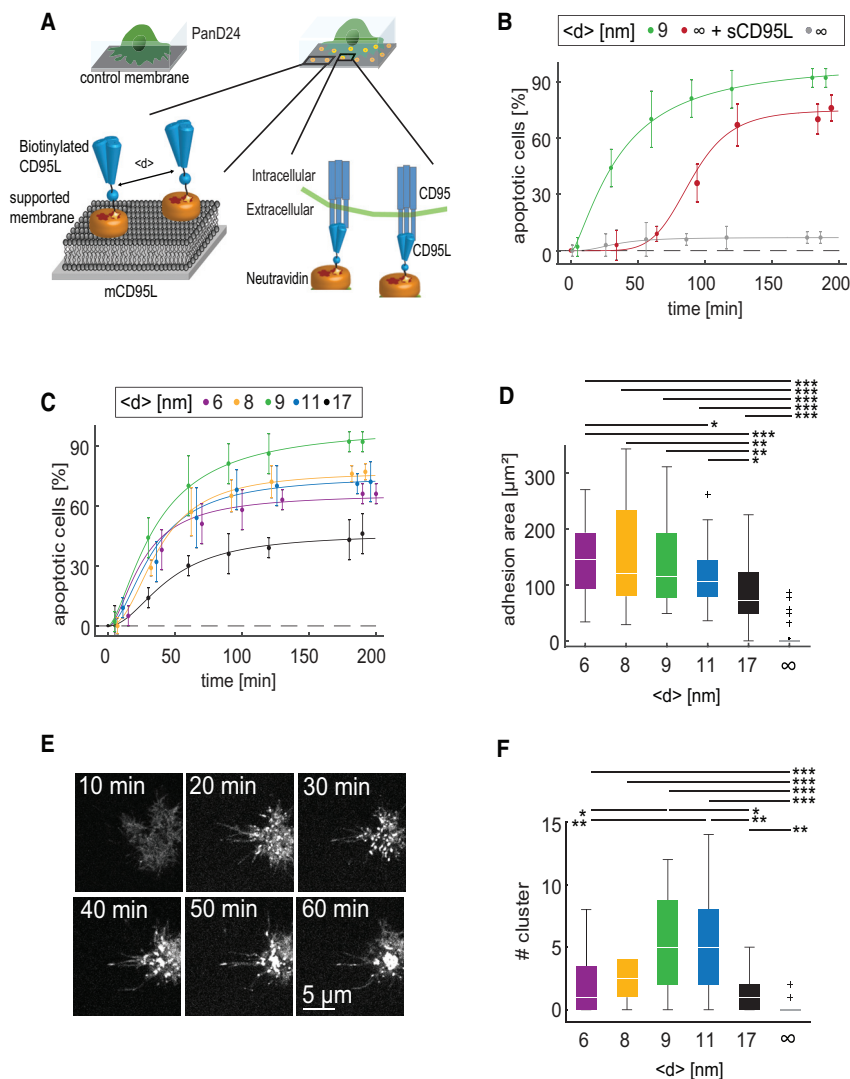 A
PanD24
control membrane
Biotinylated
CD95L
<d>
supported
membrane
mCD95L
Intracellular
Extracellular
CD95
CD95L
Neutravidin
B
<d> [nm] 9 ∞ + sCD95L ∞
apoptotic cells [%]
90
60
30
0
0 50 100 150 200
time [min]
C
<d> [nm] 6 8 9 11 17
apoptotic cells [%]
90
60
30
0
0 50 100 150 200
time [min]
D
***
***
***
***
***
*
***
**
**
*
adhesion area [µm²]
300
200
100
0
6 8 9 11 17 ∞
<d> [nm]
E
10 min 20 min 30 min
40 min 50 min 60 min
5 µm
F
***
***
***
***
* *
** **
**
# cluster
15
10
5
0
6 8 9 11 17 ∞
<d> [nm]